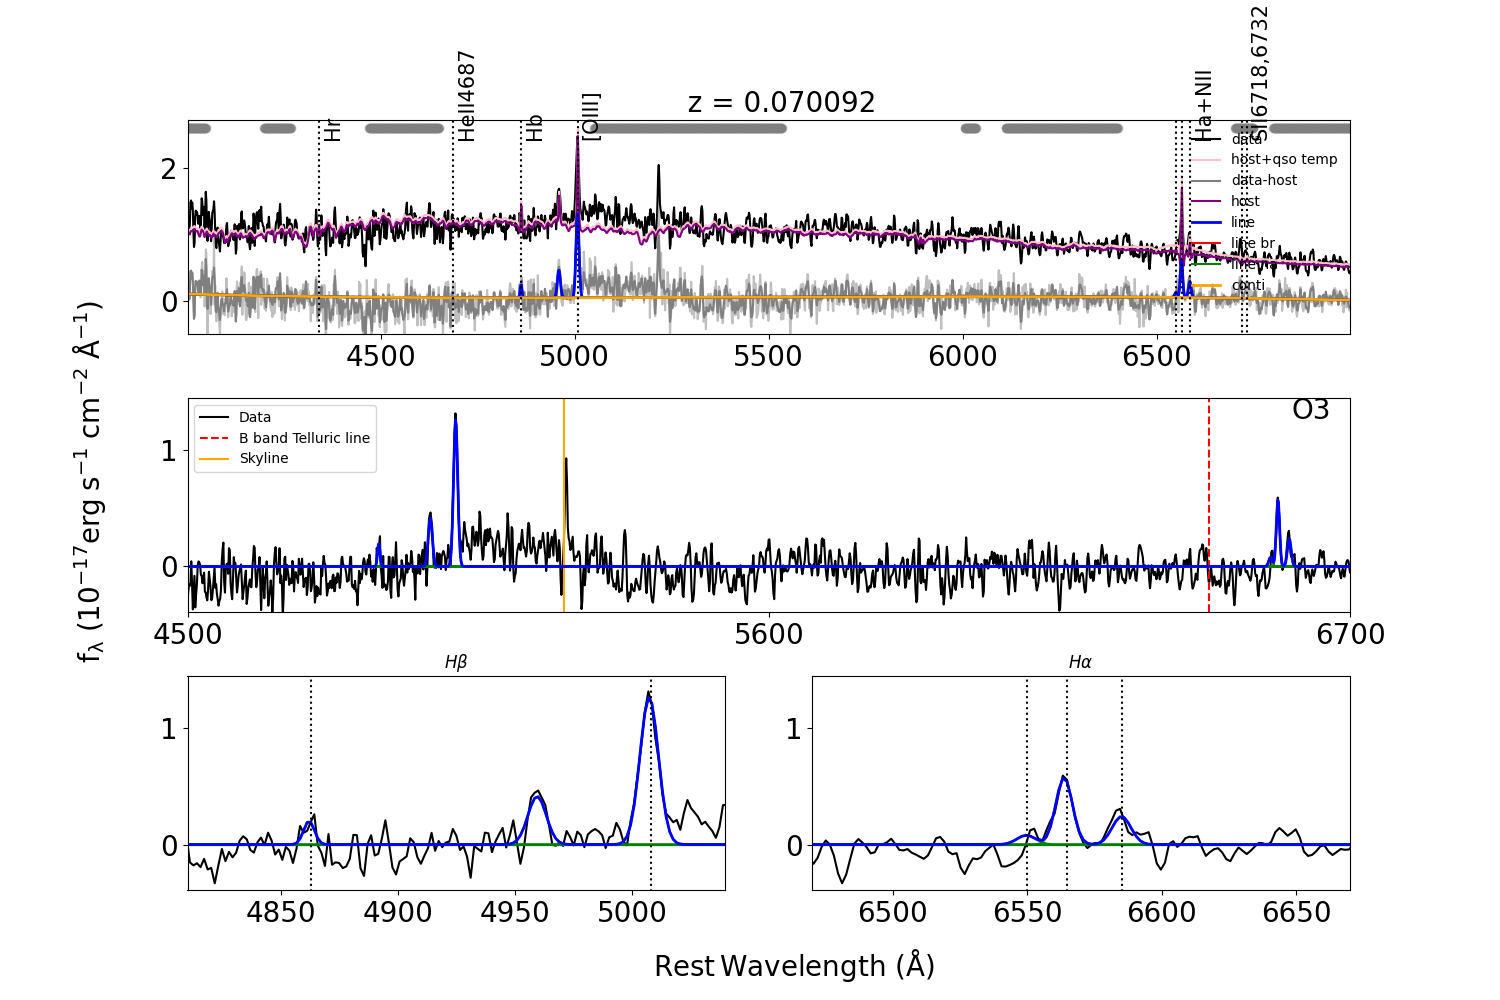 z = 0.070092
Hr
HeII4687
Hb
[OIII]
Ha+NII
SII6718,6732
data
host+qso temp
data-host
host
line
line br
conti
2
1
0
4500
5000
5500
6000
6500
fλ (10−17erg s−1 cm−2 Å−1)
O3
Data
B band Telluric line
Skyline
1
0
4500
5600
6700
Hβ
1
0
4850
4900
4950
5000
Hα
1
0
6500
6550
6600
6650
Rest Wavelength (Å)